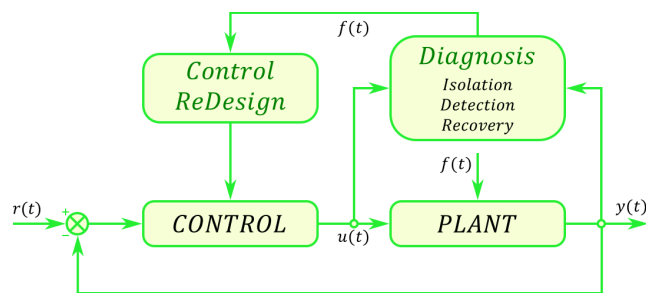 f(t)
Control
ReDesign
Diagnosis
Isolation
Detection
Recovery
f(t)
r(t)
+
−
CONTROL
u(t)
PLANT
y(t)